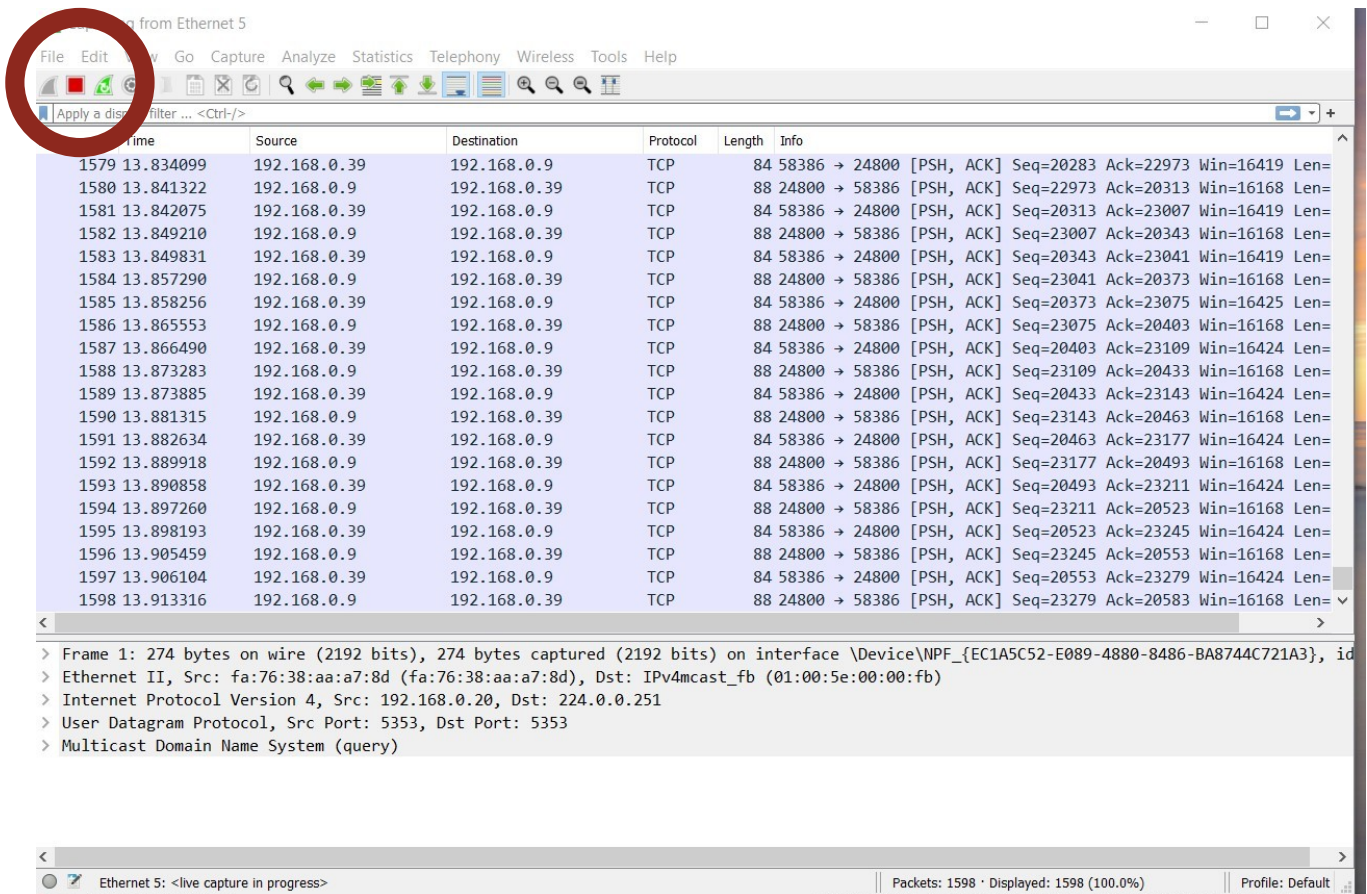 from Ethernet 5
File Edit Go Capture Analyze Statistics Telephony Wireless Tools Help
Apply a filter ... <Ctrl-/>
Time Source Destination Protocol Length Info
1579 13.834099 192.168.0.39 192.168.0.9 TCP 84 58386 → 24800 [PSH, ACK] Seq=20283 Ack=22973 Win=16419 Len=
1580 13.841322 192.168.0.9 192.168.0.39 TCP 88 24800 → 58386 [PSH, ACK] Seq=22973 Ack=20313 Win=16168 Len=
1581 13.842075 192.168.0.39 192.168.0.9 TCP 84 58386 → 24800 [PSH, ACK] Seq=20313 Ack=23007 Win=16419 Len=
1582 13.849210 192.168.0.9 192.168.0.39 TCP 88 24800 → 58386 [PSH, ACK] Seq=23007 Ack=20343 Win=16168 Len=
1583 13.849831 192.168.0.39 192.168.0.9 TCP 84 58386 → 24800 [PSH, ACK] Seq=20343 Ack=23041 Win=16419 Len=
1584 13.857290 192.168.0.9 192.168.0.39 TCP 88 24800 → 58386 [PSH, ACK] Seq=23041 Ack=20373 Win=16168 Len=
1585 13.858256 192.168.0.39 192.168.0.9 TCP 84 58386 → 24800 [PSH, ACK] Seq=20373 Ack=23075 Win=16425 Len=
1586 13.865553 192.168.0.9 192.168.0.39 TCP 88 24800 → 58386 [PSH, ACK] Seq=23075 Ack=20403 Win=16168 Len=
1587 13.866490 192.168.0.39 192.168.0.9 TCP 84 58386 → 24800 [PSH, ACK] Seq=20403 Ack=23109 Win=16424 Len=
1588 13.873283 192.168.0.9 192.168.0.39 TCP 88 24800 → 58386 [PSH, ACK] Seq=23109 Ack=20433 Win=16168 Len=
1589 13.873885 192.168.0.39 192.168.0.9 TCP 84 58386 → 24800 [PSH, ACK] Seq=20433 Ack=23143 Win=16424 Len=
1590 13.881315 192.168.0.9 192.168.0.39 TCP 88 24800 → 58386 [PSH, ACK] Seq=23143 Ack=20463 Win=16168 Len=
1591 13.882634 192.168.0.39 192.168.0.9 TCP 84 58386 → 24800 [PSH, ACK] Seq=20463 Ack=23177 Win=16424 Len=
1592 13.889918 192.168.0.9 192.168.0.39 TCP 88 24800 → 58386 [PSH, ACK] Seq=23177 Ack=20493 Win=16168 Len=
1593 13.890858 192.168.0.39 192.168.0.9 TCP 84 58386 → 24800 [PSH, ACK] Seq=20493 Ack=23211 Win=16424 Len=
1594 13.897260 192.168.0.9 192.168.0.39 TCP 88 24800 → 58386 [PSH, ACK] Seq=23211 Ack=20523 Win=16168 Len=
1595 13.898193 192.168.0.39 192.168.0.9 TCP 84 58386 → 24800 [PSH, ACK] Seq=20523 Ack=23245 Win=16424 Len=
1596 13.905459 192.168.0.9 192.168.0.39 TCP 88 24800 → 58386 [PSH, ACK] Seq=23245 Ack=20553 Win=16168 Len=
1597 13.906104 192.168.0.39 192.168.0.9 TCP 84 58386 → 24800 [PSH, ACK] Seq=20553 Ack=23279 Win=16424 Len=
1598 13.913316 192.168.0.9 192.168.0.39 TCP 88 24800 → 58386 [PSH, ACK] Seq=23279 Ack=20583 Win=16168 Len=
> Frame 1: 274 bytes on wire (2192 bits), 274 bytes captured (2192 bits) on interface \Device\NPF_{EC1A5C52-E089-4880-8486-BA8744C721A3}, id
> Ethernet II, Src: fa:76:38:aa:a7:8d (fa:76:38:aa:a7:8d), Dst: IPv4mcast_fb (01:00:5e:00:00:fb)
> Internet Protocol Version 4, Src: 192.168.0.20, Dst: 224.0.0.251
> User Datagram Protocol, Src Port: 5353, Dst Port: 5353
> Multicast Domain Name System (query)
Ethernet 5: <live capture in progress> Packets: 1598 · Displayed: 1598 (100.0%) Profile: Default